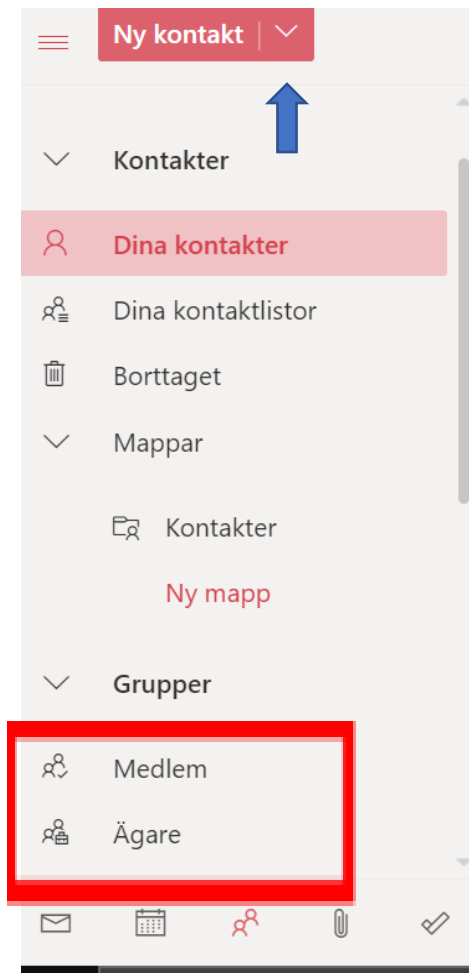 Ny kontakt
Kontakter
Dina kontakter
Dina kontaktlistor
Borttaget
Mappar
Kontakter
Ny mapp
Grupper
Medlem
Ägare